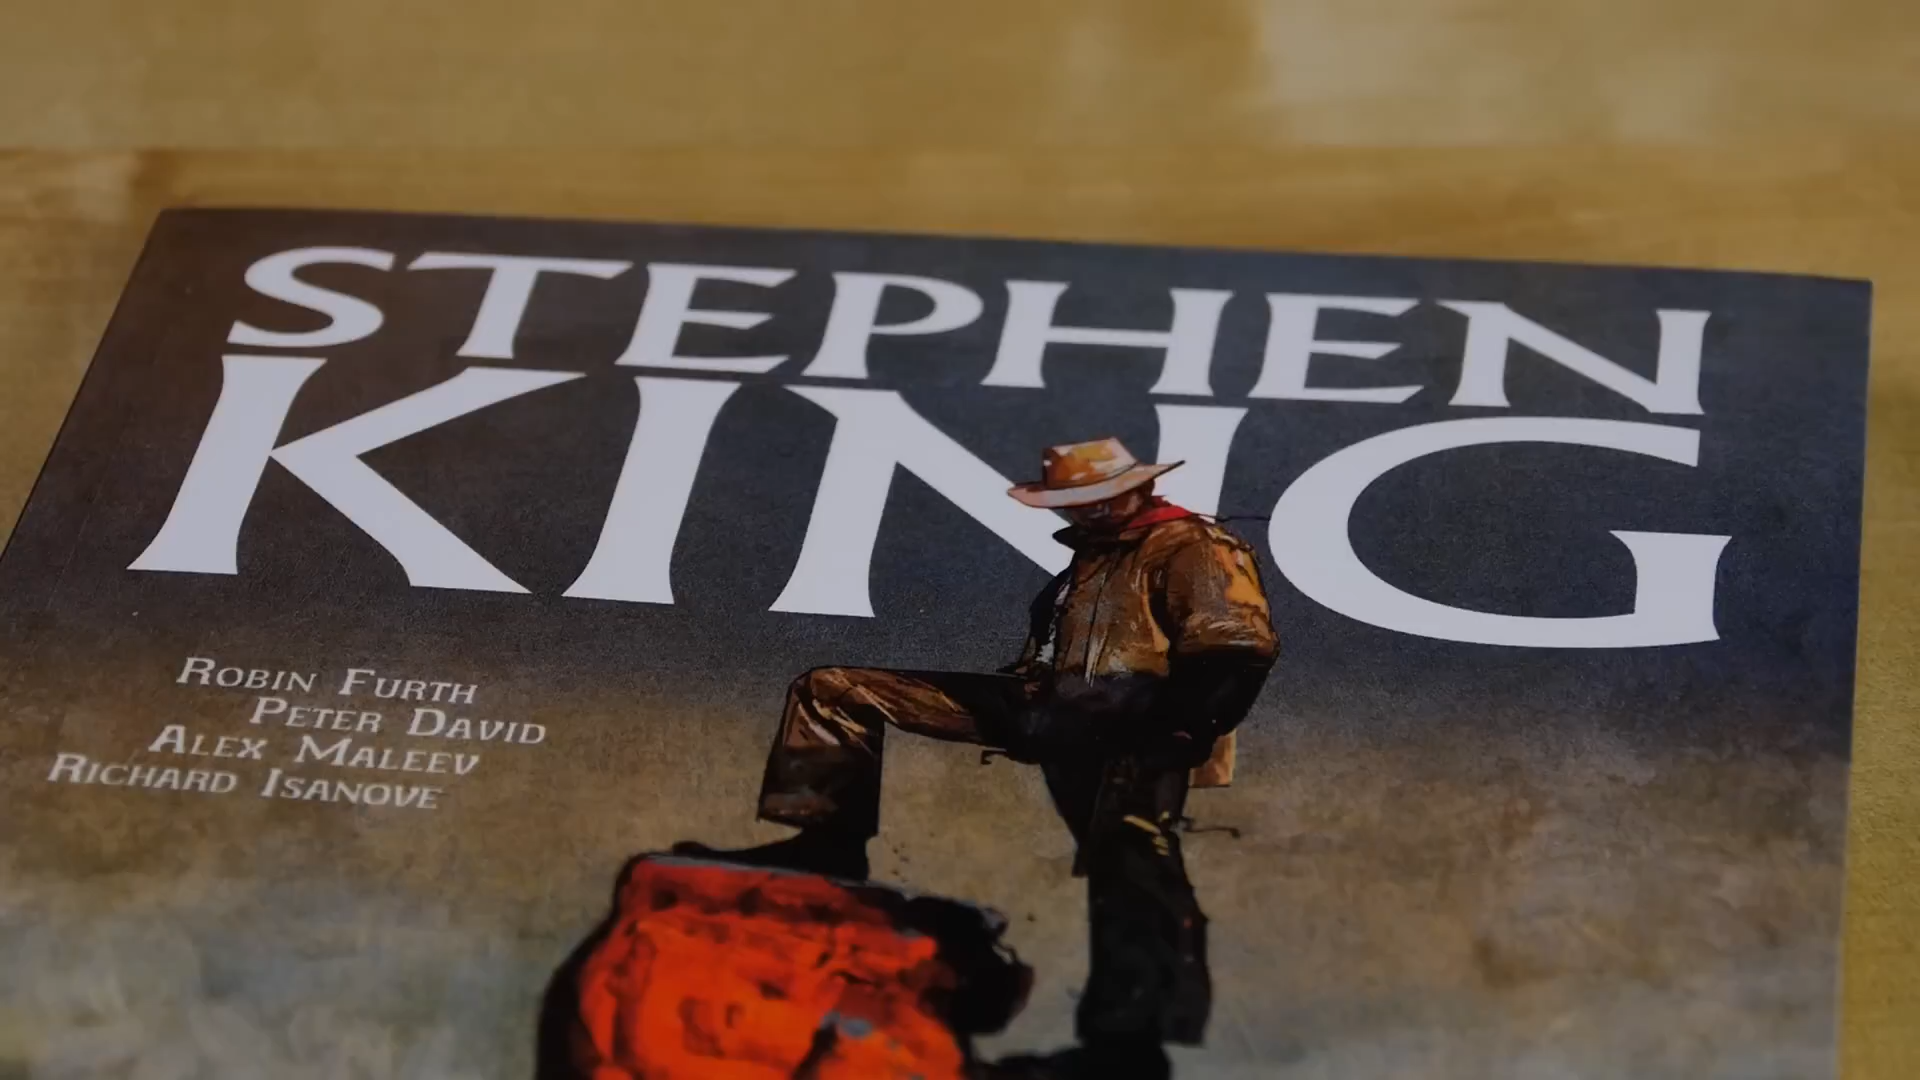 STEPHEN
KING
ROBIN FURTH
PETER DAVID
ALEX MALEEV
RICHARD ISANOVE